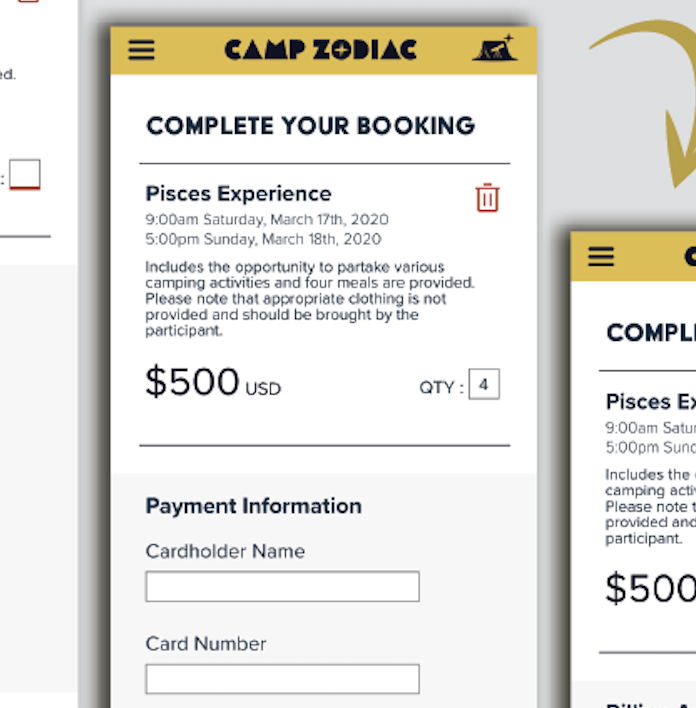 ed.
:
CAMP ZODIAC
COMPLETE YOUR BOOKING
Pisces Experience
9:00am Saturday, March 17th, 2020
5:00pm Sunday, March 18th, 2020
Includes the opportunity to partake various
camping activities and four meals are provided.
Please note that appropriate clothing is not
provided and should be brought by the
participant.
$500 USD
QTY : 4
Payment Information
Cardholder Name
Card Number
COMPL
Pisces Ex
9:00am Satur
5:00pm Sund
Includes the
camping activ
Please note t
provided and
participant.
$500